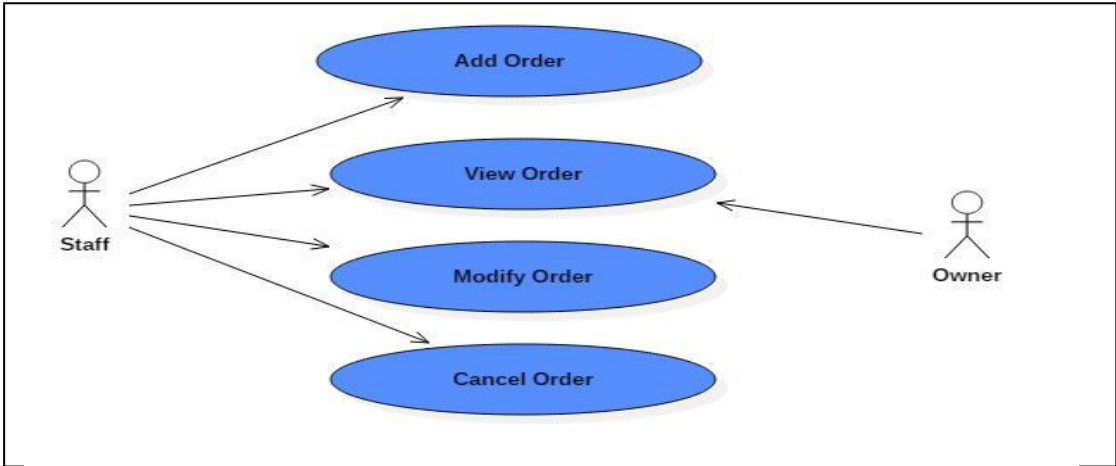 Add Order
View Order
Staff
Modify Order
Owner
Cancel Order